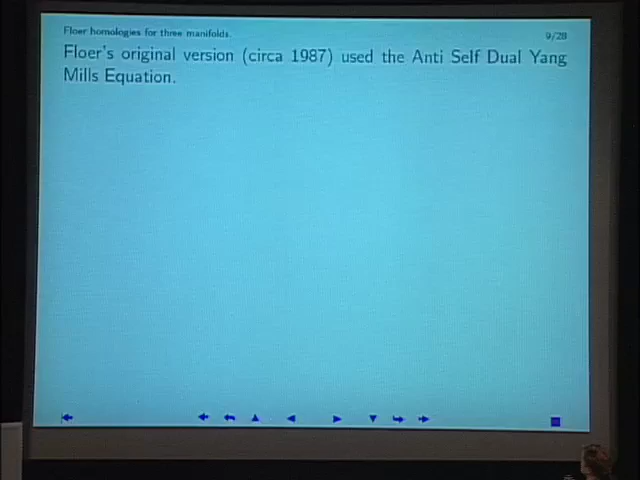 Floer homologies for three manifolds.
9/28
Floer's original version (circa 1987) used the Anti Self Dual Yang
Mills Equation.